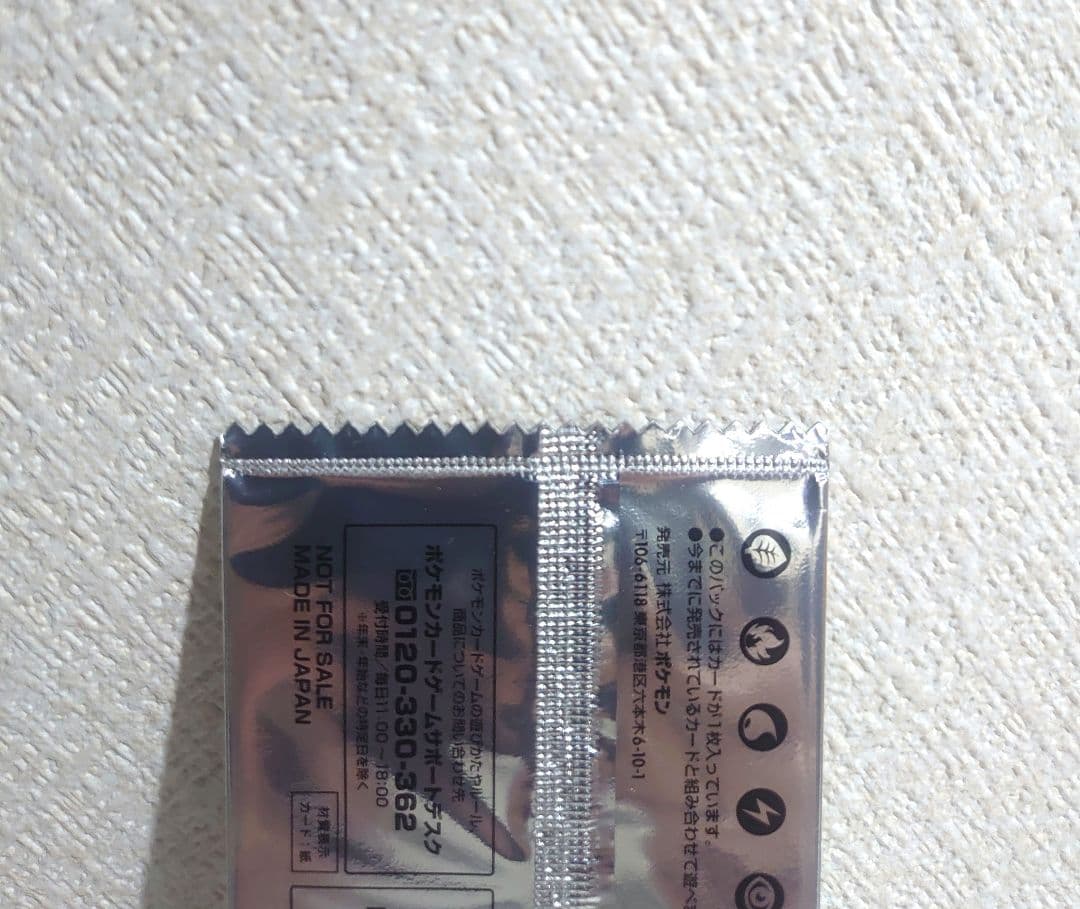 ●このパックにはカードが1枚入っています。
●今までに発売されているカードと組み合わせて遊べ
発売元 株式会社ポケモン
〒106-6118 東京都港区六本木6-10-1
ポケモンカードゲームの遊びかたやルール、
商品についてのお問い合わせ先
ポケモンカードゲームサポートデスク
0120-330-362
受付時間／毎日11:00～18:00
※年末・年始などの特定日を除く
NOT FOR SALE
MADE IN JAPAN
材質表示
カード：紙